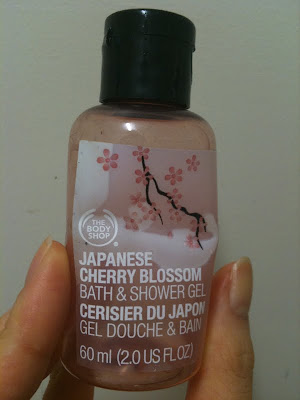 THE
BODY
SHOP
JAPANESE
CHERRY BLOSSOM
BATH & SHOWER GEL
CERISIER DU JAPON
GEL DOUCHE & BAIN
60 ml (2.0 US FL OZ)